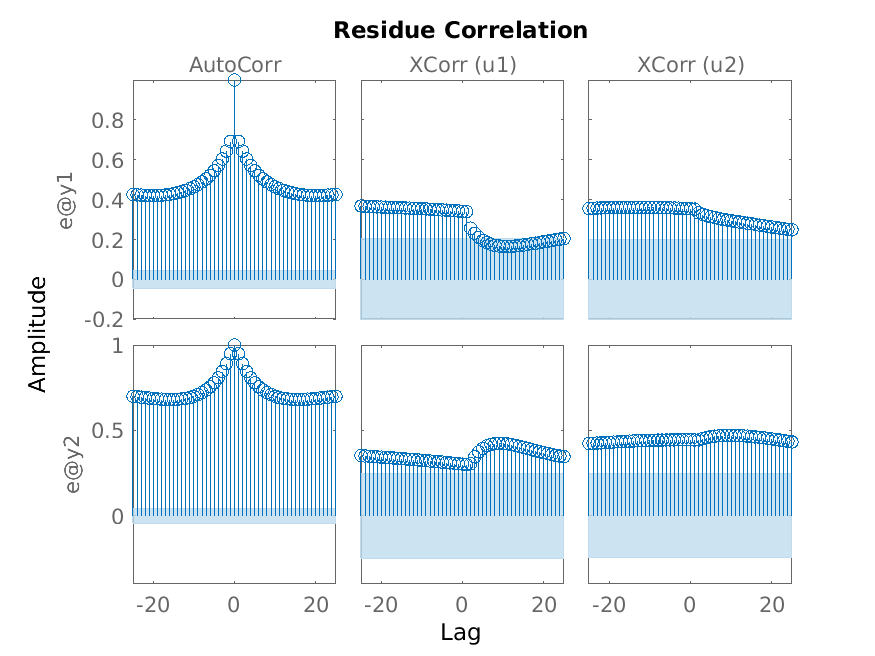 Residue Correlation
AutoCorr
XCorr (u1)
XCorr (u2)
e@y1
0.8
0.6
0.4
0.2
0
-0.2
Amplitude
e@y2
1
0.5
0
-20 0 20
-20 0 20
-20 0 20
Lag